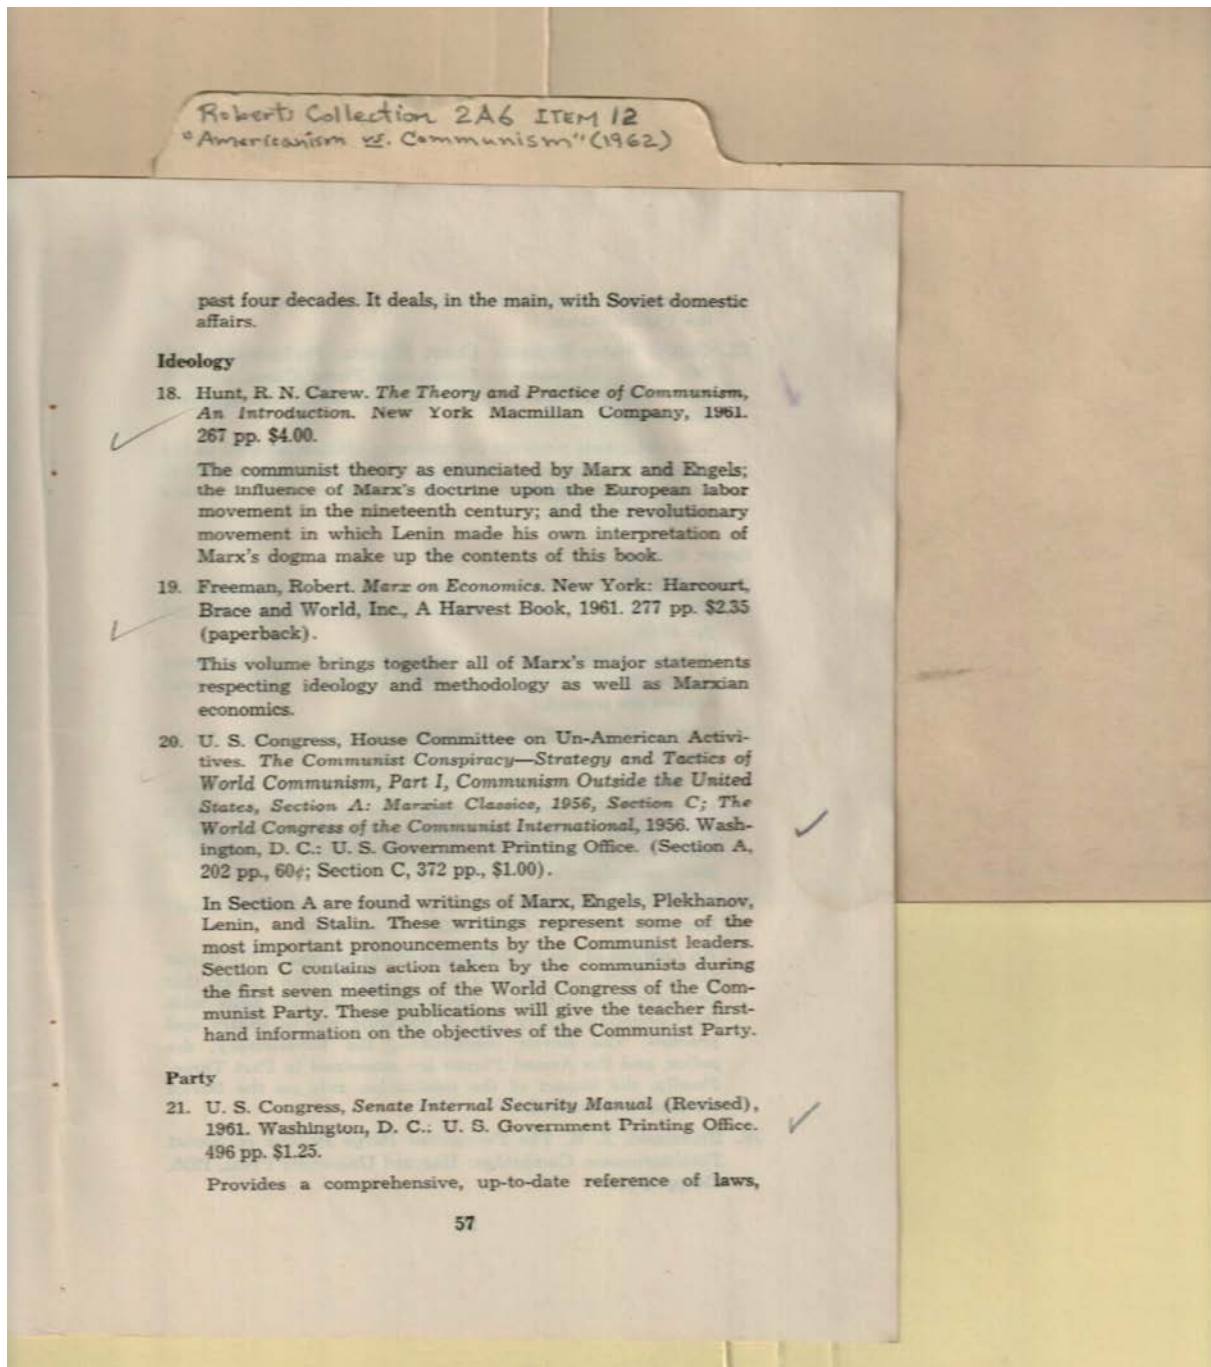 Roberts Collection 2A6 ITEM 12
"Americanism vs. Communism" (1962)
past four decades. It deals, in the main, with Soviet domestic
affairs.
Ideology
18. Hunt, R. N. Carew. The Theory and Practice of Communism,
An Introduction. New York Macmillan Company, 1961.
267 pp. $4.00.
The communist theory as enunciated by Marx and Engels;
the influence of Marx's doctrine upon the European labor
movement in the nineteenth century; and the revolutionary
movement in which Lenin made his own interpretation of
Marx's dogma make up the contents of this book.
19. Freeman, Robert. Marx on Economics. New York: Harcourt,
Brace and World, Inc., A Harvest Book, 1961. 277 pp. $2.35
(paperback).
This volume brings together all of Marx's major statements
respecting ideology and methodology as well as Marxian
economics.
20. U. S. Congress, House Committee on Un-American Activi-
tives. The Communist Conspiracy—Strategy and Tactics of
World Communism, Part I, Communism Outside the United
States, Section A: Marxist Classics, 1956, Section C; The
World Congress of the Communist International, 1956. Wash-
ington, D. C.: U. S. Government Printing Office. (Section A,
202 pp., 60¢; Section C, 372 pp., $1.00).
In Section A are found writings of Marx, Engels, Plekhanov,
Lenin, and Stalin. These writings represent some of the
most important pronouncements by the Communist leaders.
Section C contains action taken by the communists during
the first seven meetings of the World Congress of the Com-
munist Party. These publications will give the teacher first-
hand information on the objectives of the Communist Party.
Party
21. U. S. Congress, Senate Internal Security Manual (Revised),
1961. Washington, D. C.: U. S. Government Printing Office.
496 pp. $1.25.
Provides a comprehensive, up-to-date reference of laws,
57